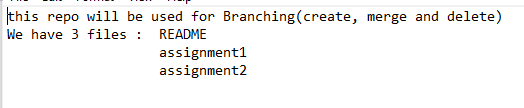 this repo will be used for Branching(create, merge and delete)
We have 3 files :  README
                   assignment1
                   assignment2